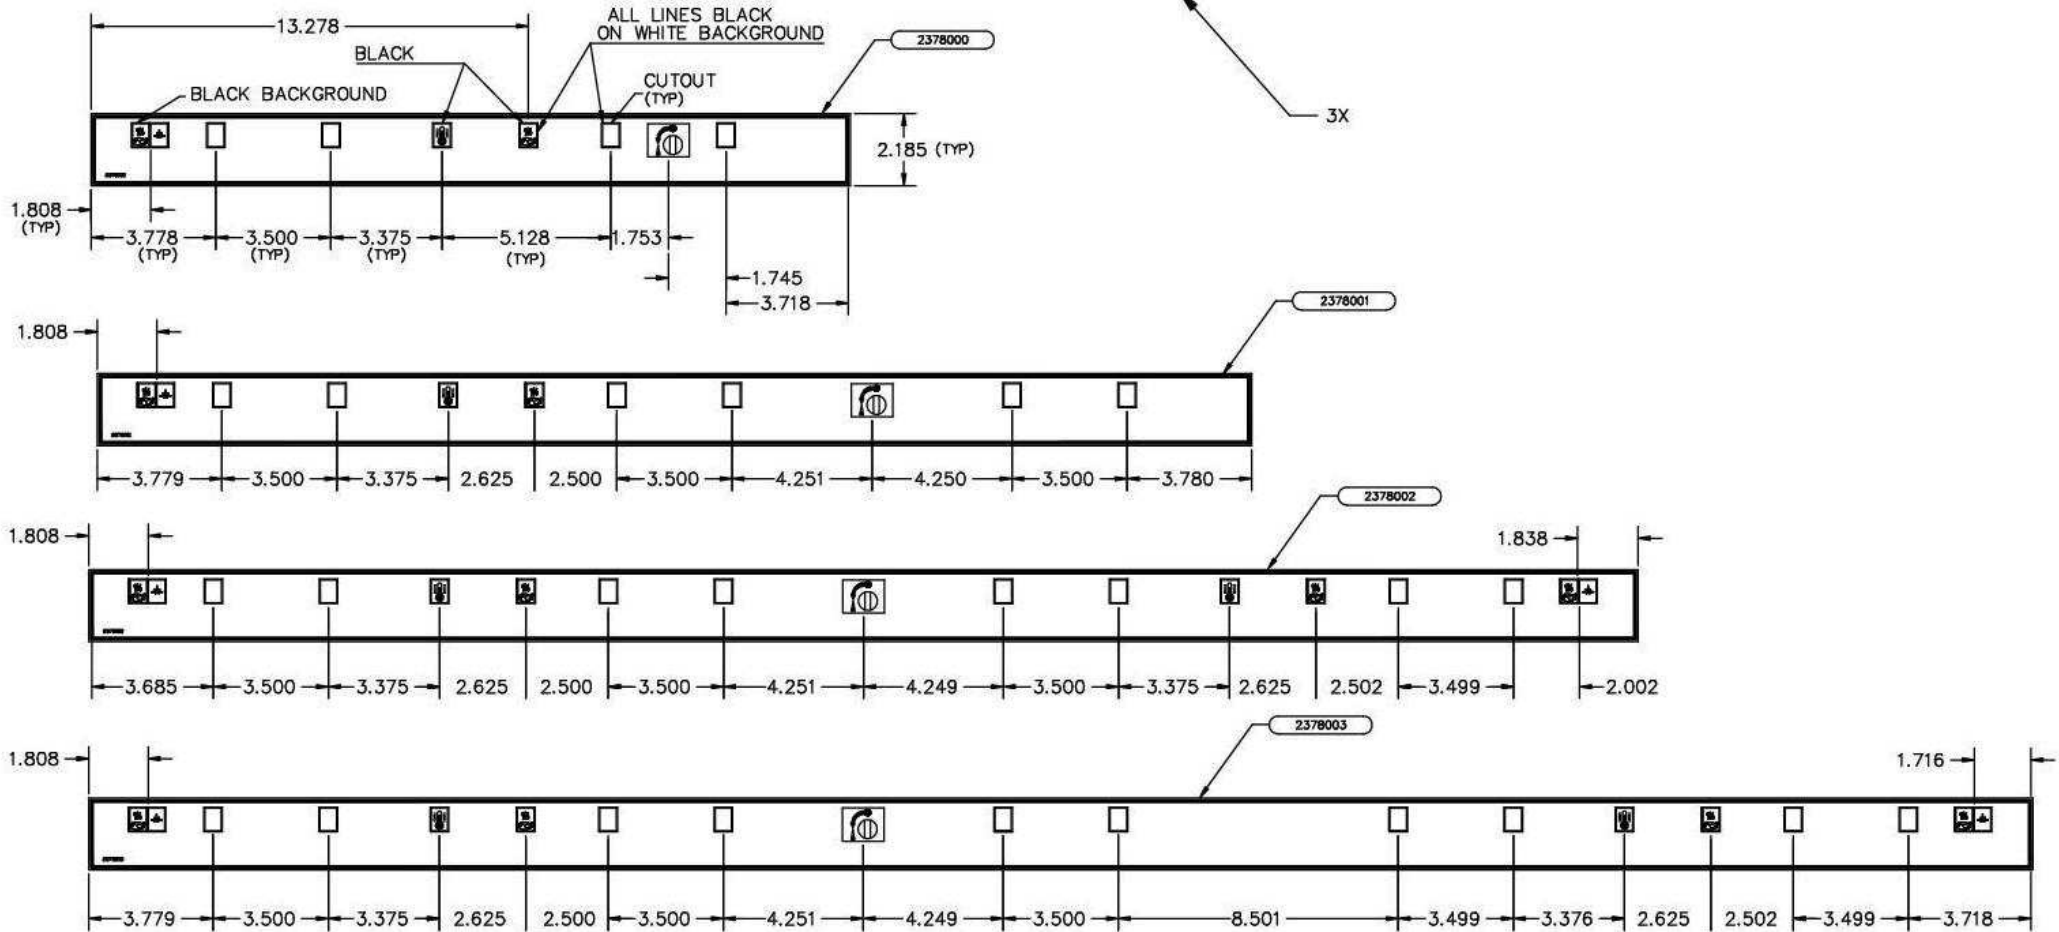 13.278
ALL LINES BLACK
ON WHITE BACKGROUND
2378000
BLACK
CUTOUT
(TYP)
BLACK BACKGROUND
3X
2.185 (TYP)
1.808
(TYP)
3.778 3.500 3.375 5.128 1.753
(TYP) (TYP) (TYP) (TYP)
1.745
3.718
2378001
1.808
3.779 3.500 3.375 2.625 2.500 3.500 4.251 4.250 3.500 3.780
2378002
1.808 1.838
3.685 3.500 3.375 2.625 2.500 3.500 4.251 4.249 3.500 3.375 2.625 2.502 3.499 2.002
2378003
1.808 1.716
3.779 3.500 3.375 2.625 2.500 3.500 4.251 4.249 3.500 8.501 3.499 3.376 2.625 2.502 3.499 3.718